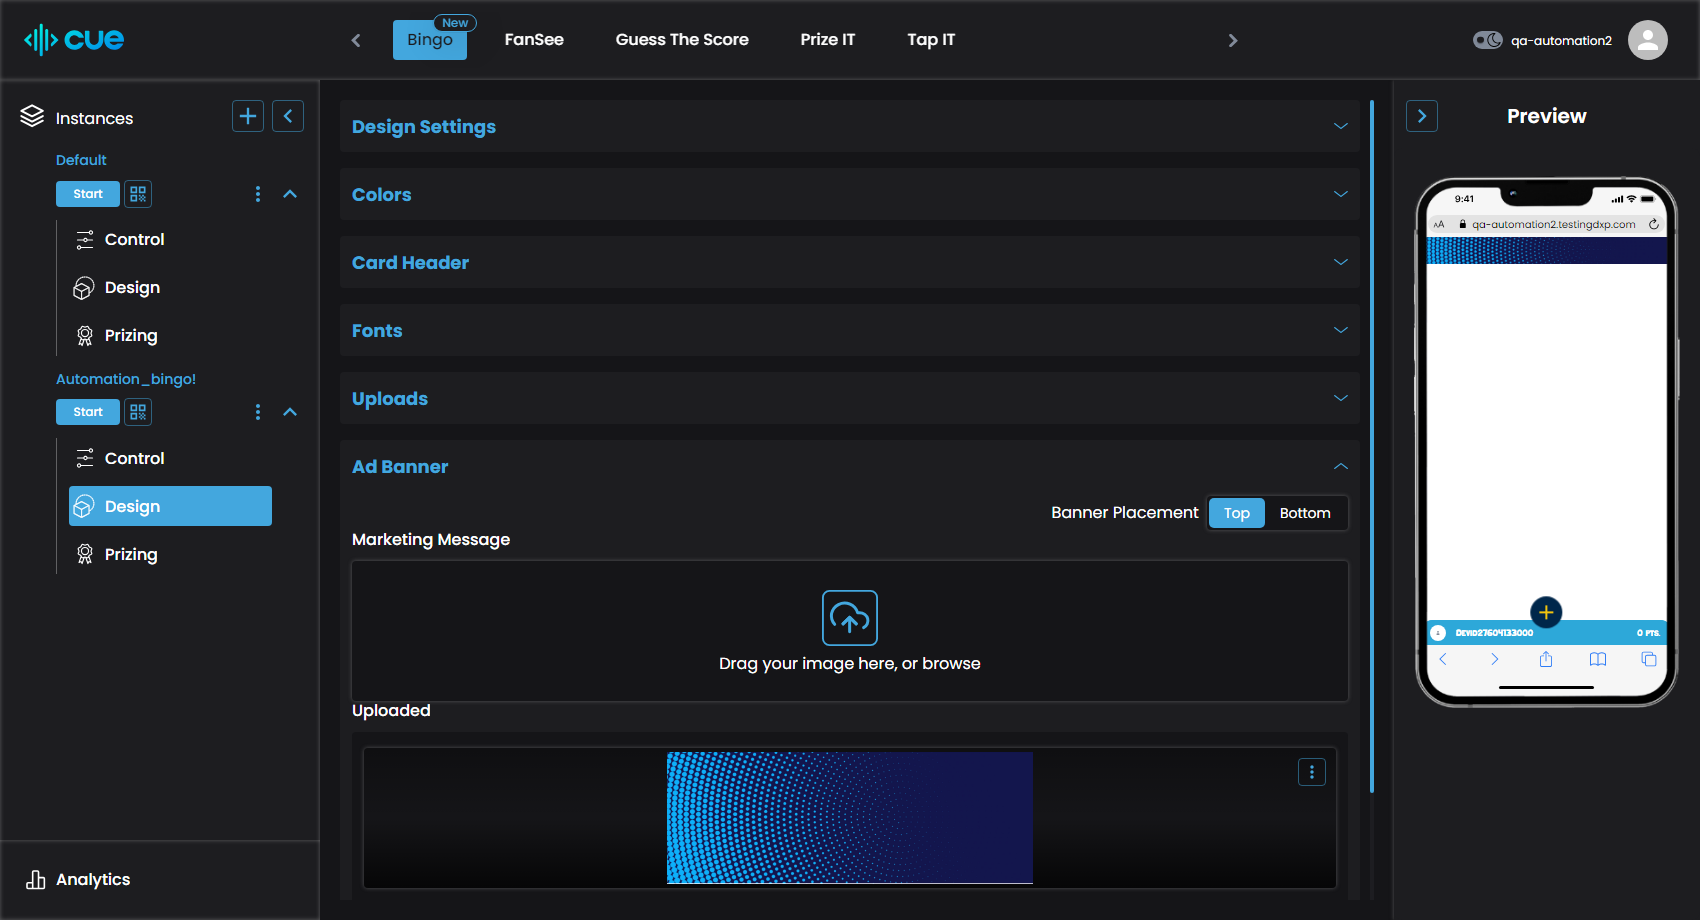 cue
Bingo
New
FanSee
Guess The Score
Prize IT
Tap IT
qa-automation2
Instances
Default
Start
Control
Design
Prizing
Automation_bingo!
Start
Control
Design
Prizing
Analytics
Design Settings
Colors
Card Header
Fonts
Uploads
Ad Banner
Banner Placement Top Bottom
Marketing Message
Drag your image here, or browse
Uploaded
Preview
9:41
AA qa-automation2.testingdxp.com
DEVID27604133000 0 PTS.